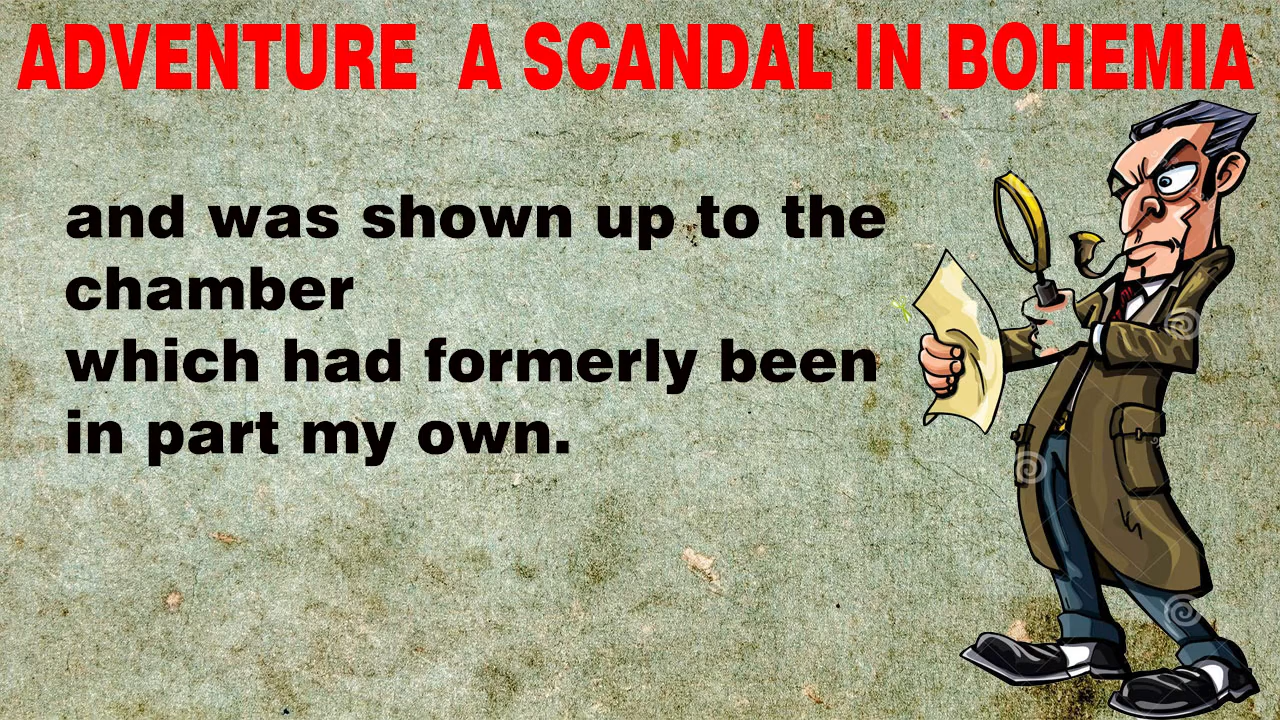 ADVENTURE  A SCANDAL IN BOHEMIA
and was shown up to the
chamber
which had formerly been
in part my own.